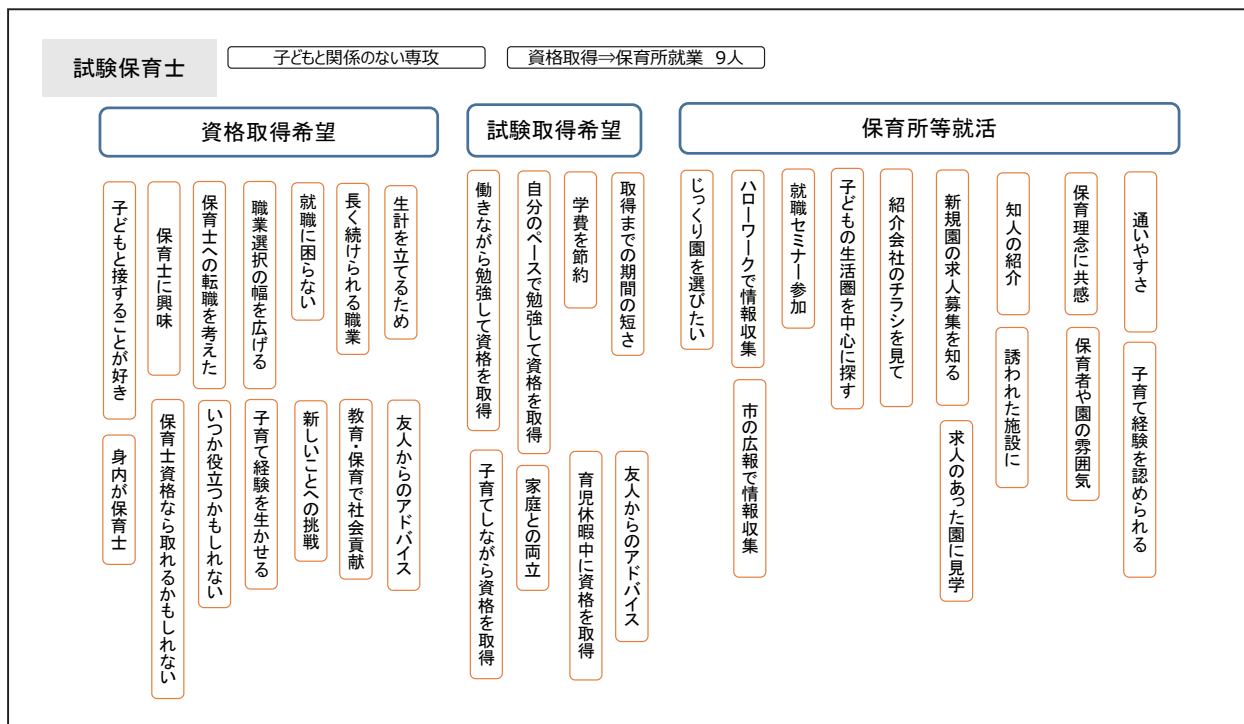 試験保育士
子どもと関係のない専攻
資格取得⇒保育所就業 9人
資格取得希望
子どもと接することが好き
保育士に興味
保育士への転職を考えた
職業選択の幅を広げる
就職に困らない
長く続けられる職業
生計を立てるため
身内が保育士
保育士資格なら取れるかもしれない
いつか役立つかもしれない
子育て経験を生かせる
新しいことへの挑戦
教育・保育で社会貢献
友人からのアドバイス
試験取得希望
働きながら勉強して資格を取得
自分のペースで勉強して資格を取得
学費を節約
取得までの期間の短さ
子育てしながら資格を取得
家庭との両立
育児休暇中に資格を取得
友人からのアドバイス
保育所等就活
じっくり園を選びたい
ハローワークで情報収集
就職セミナー参加
子どもの生活圏を中心に探す
紹介会社のチラシを見て
新規園の求人募集を知る
知人の紹介
保育理念に共感
通いやすさ
市の広報で情報収集
求人のあった園に見学
誘われた施設に
保育者や園の雰囲気
子育て経験を認められる